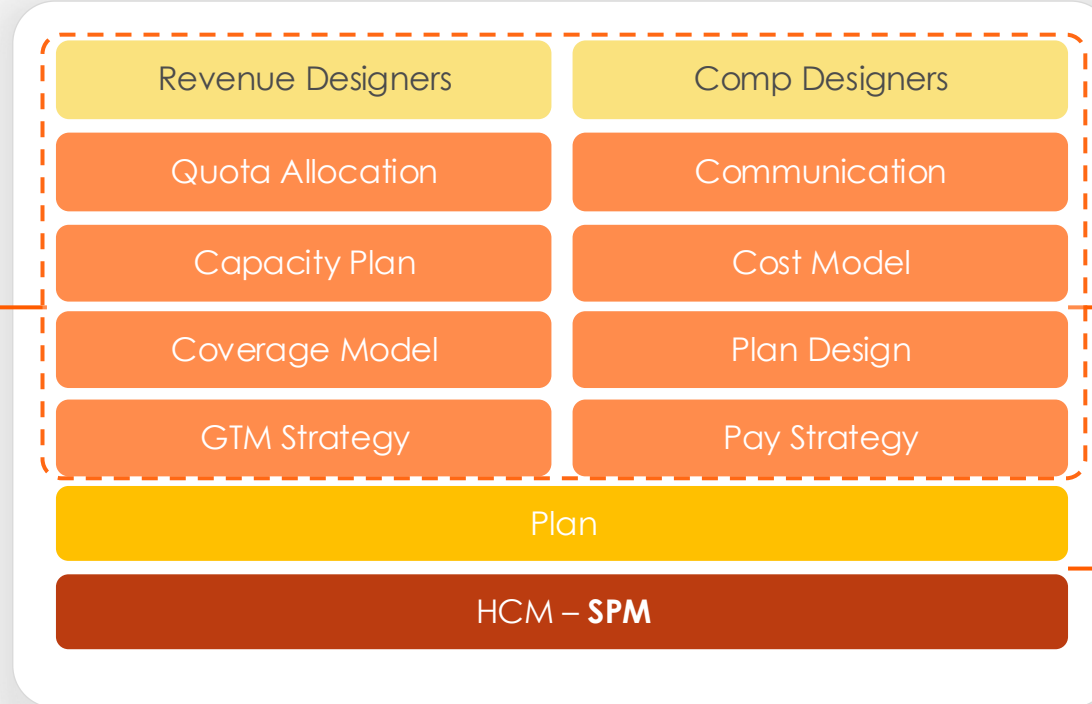 Revenue Designers
Comp Designers
Quota Allocation
Communication
Capacity Plan
Cost Model
Coverage Model
Plan Design
GTM Strategy
Pay Strategy
Plan
HCM – SPM